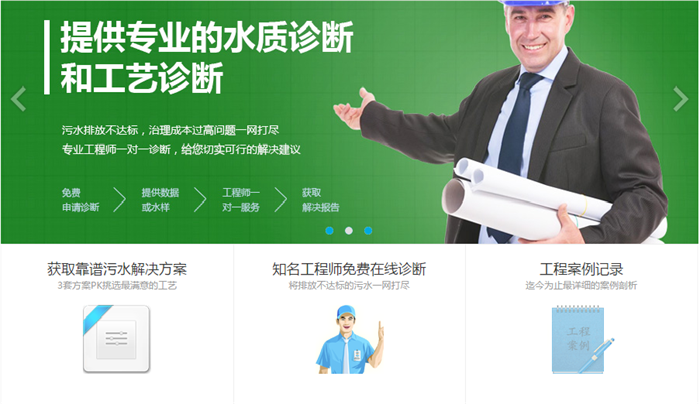 提供专业的水质诊断
和工艺诊断
污水排放不达标，治理成本过高问题一网打尽
专业工程师一对一诊断，给您切实可行的解决建议
免费
申请诊断
提供数据
或水样
工程师一
对一服务
获取
解决报告
获取靠谱污水解决方案
3套方案PK挑选最满意的工艺
知名工程师免费在线诊断
将排放不达标的污水一网打尽
工程案例记录
迄今为止最详细的案例剖析
工程
案例